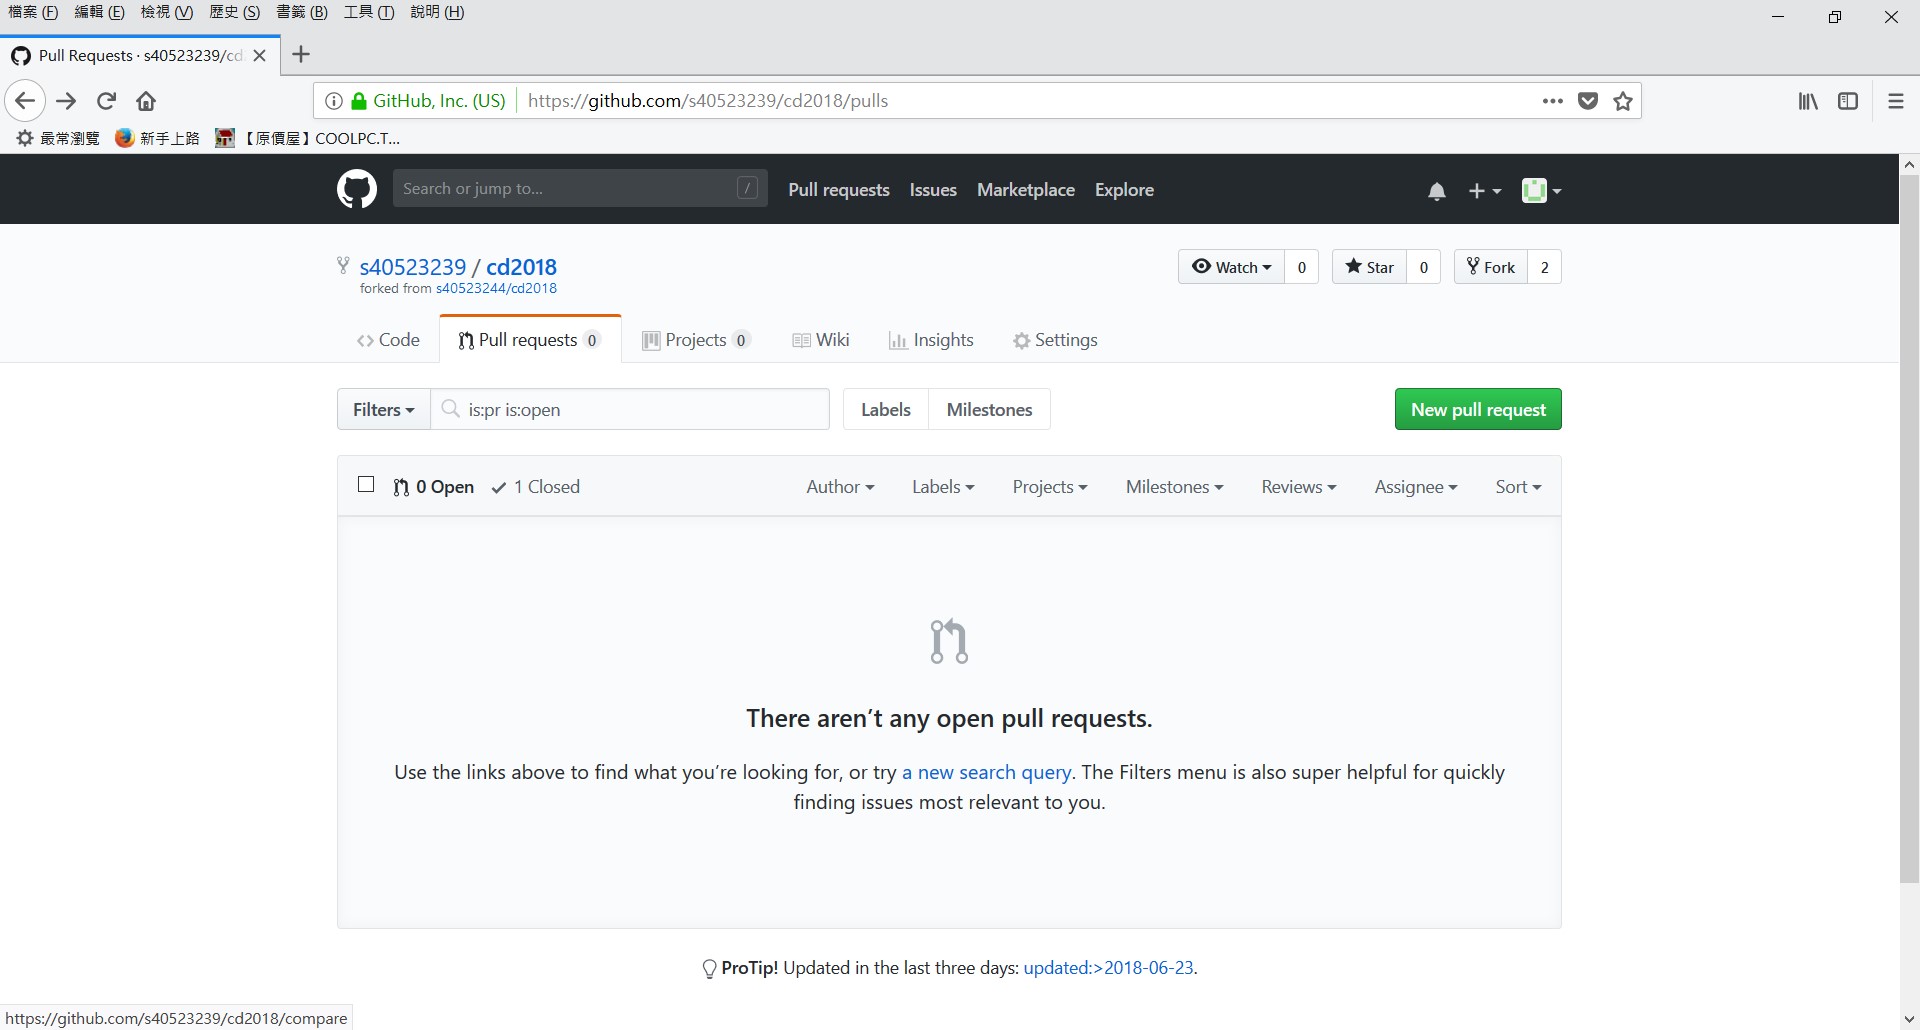 檔案 (F) 編輯 (E) 檢視 (V) 歷史 (S) 書籤 (B) 工具 (T) 說明 (H)
Pull Requests · s40523239/cd
GitHub, Inc. (US) https://github.com/s40523239/cd2018/pulls
最常瀏覽 新手上路 【原價屋】COOLPC.T...
Search or jump to... / Pull requests Issues Marketplace Explore
s40523239 / cd2018 Watch 0 Star 0 Fork 2
forked from s40523244/cd2018
Code Pull requests 0 Projects 0 Wiki Insights Settings
Filters is:pr is:open Labels Milestones New pull request
0 Open 1 Closed Author Labels Projects Milestones Reviews Assignee Sort
There aren’t any open pull requests.
Use the links above to find what you’re looking for, or try a new search query. The Filters menu is also super helpful for quickly
finding issues most relevant to you.
ProTip! Updated in the last three days: updated:>2018-06-23.
https://github.com/s40523239/cd2018/compare